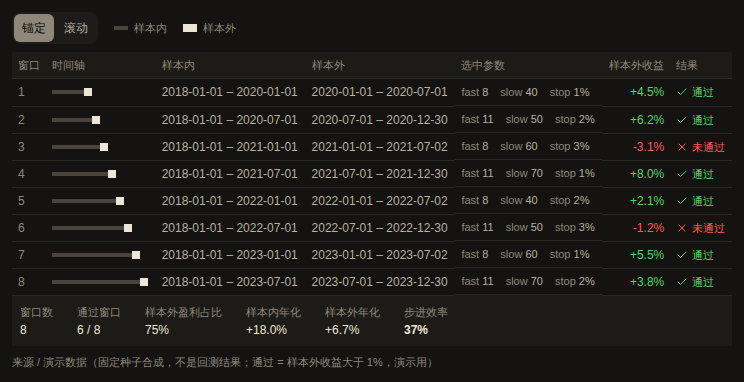 锚定 滚动 样本内 样本外
窗口 时间轴 样本内 样本外 选中参数 样本外收益 结果
1 2018-01-01 – 2020-01-01 2020-01-01 – 2020-07-01 fast 8 slow 40 stop 1% +4.5% 通过
2 2018-01-01 – 2020-07-01 2020-07-01 – 2020-12-30 fast 11 slow 50 stop 2% +6.2% 通过
3 2018-01-01 – 2021-01-01 2021-01-01 – 2021-07-02 fast 8 slow 60 stop 3% -3.1% 未通过
4 2018-01-01 – 2021-07-01 2021-07-01 – 2021-12-30 fast 11 slow 70 stop 1% +8.0% 通过
5 2018-01-01 – 2022-01-01 2022-01-01 – 2022-07-02 fast 8 slow 40 stop 2% +2.1% 通过
6 2018-01-01 – 2022-07-01 2022-07-01 – 2022-12-30 fast 11 slow 50 stop 3% -1.2% 未通过
7 2018-01-01 – 2023-01-01 2023-01-01 – 2023-07-02 fast 8 slow 60 stop 1% +5.5% 通过
8 2018-01-01 – 2023-07-01 2023-07-01 – 2023-12-30 fast 11 slow 70 stop 2% +3.8% 通过
窗口数 通过窗口 样本外盈利占比 样本内年化 样本外年化 步进效率
8 6 / 8 75% +18.0% +6.7% 37%
来源 / 演示数据（固定种子合成，不是回测结果；通过 = 样本外收益大于 1%，演示用）